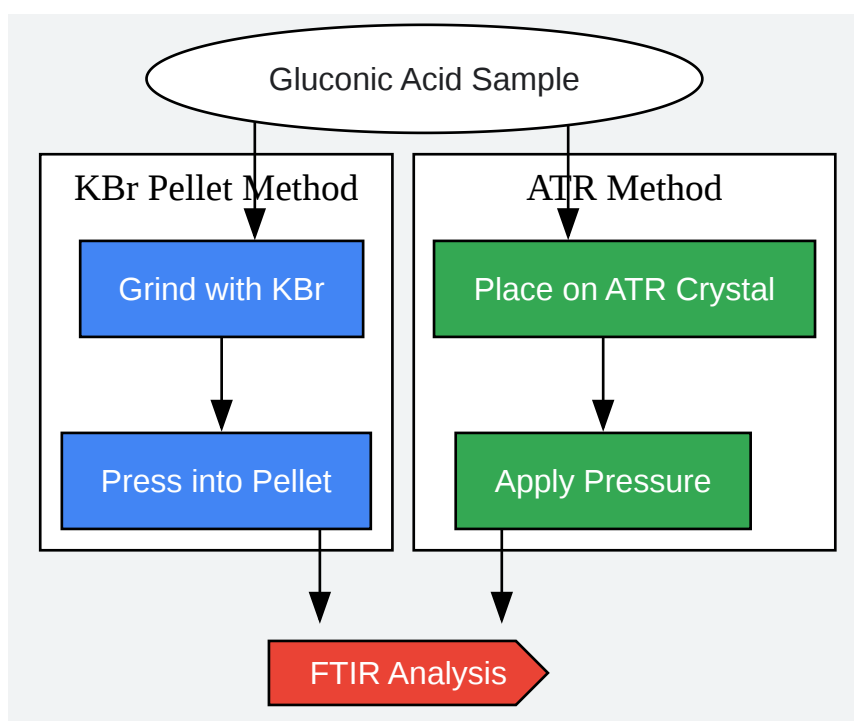 Gluconic Acid Sample
KBr Pellet Method
ATR Method
Grind with KBr
Place on ATR Crystal
Press into Pellet
Apply Pressure
FTIR Analysis